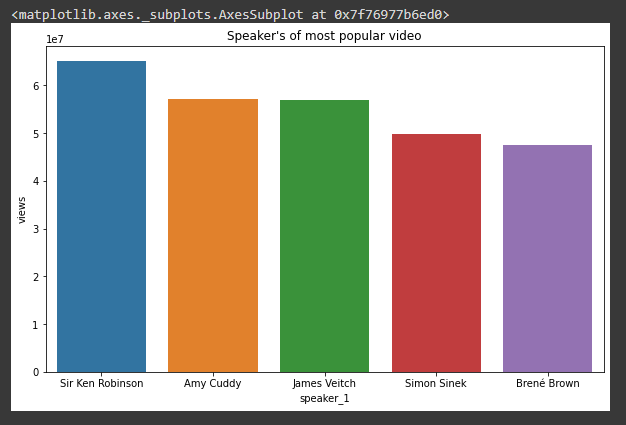 <matplotlib.axes._subplots.AxesSubplot at 0x7f76977b6ed0>
Speaker's of most popular video
1e7
6
5
4
3
2
1
0
views
Sir Ken Robinson Amy Cuddy James Veitch Simon Sinek Brené Brown
speaker_1